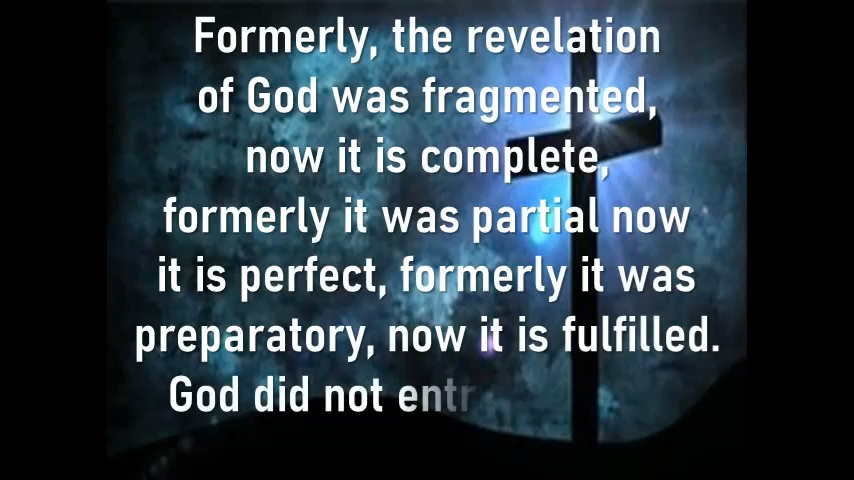 Formerly, the revelation
of God was fragmented,
now it is complete,
formerly it was partial now
it is perfect, formerly it was
preparatory, now it is fulfilled.
God did not